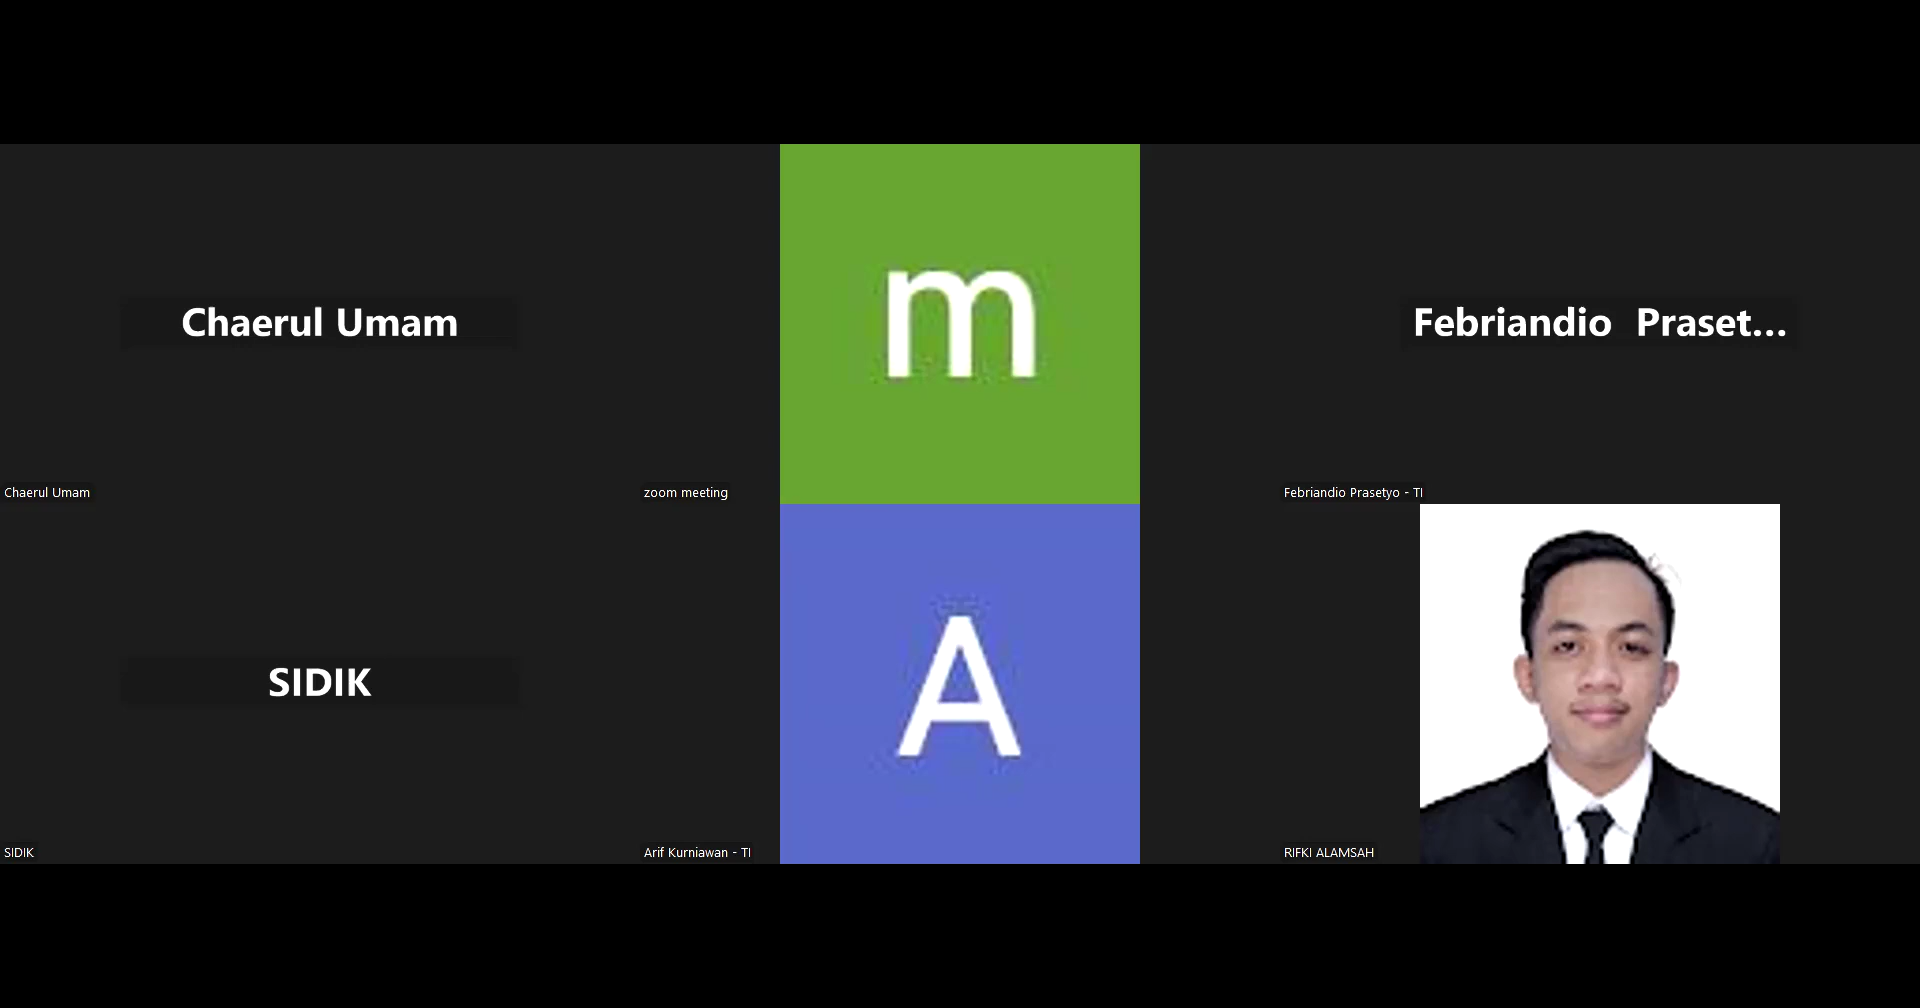 Chaerul Umam
Chaerul Umam
m
zoom meeting
Febriandio  Praset...
Febriandio Prasetyo - TI
SIDIK
SIDIK
A
Arif Kurniawan - TI
RIFKI ALAMSAH